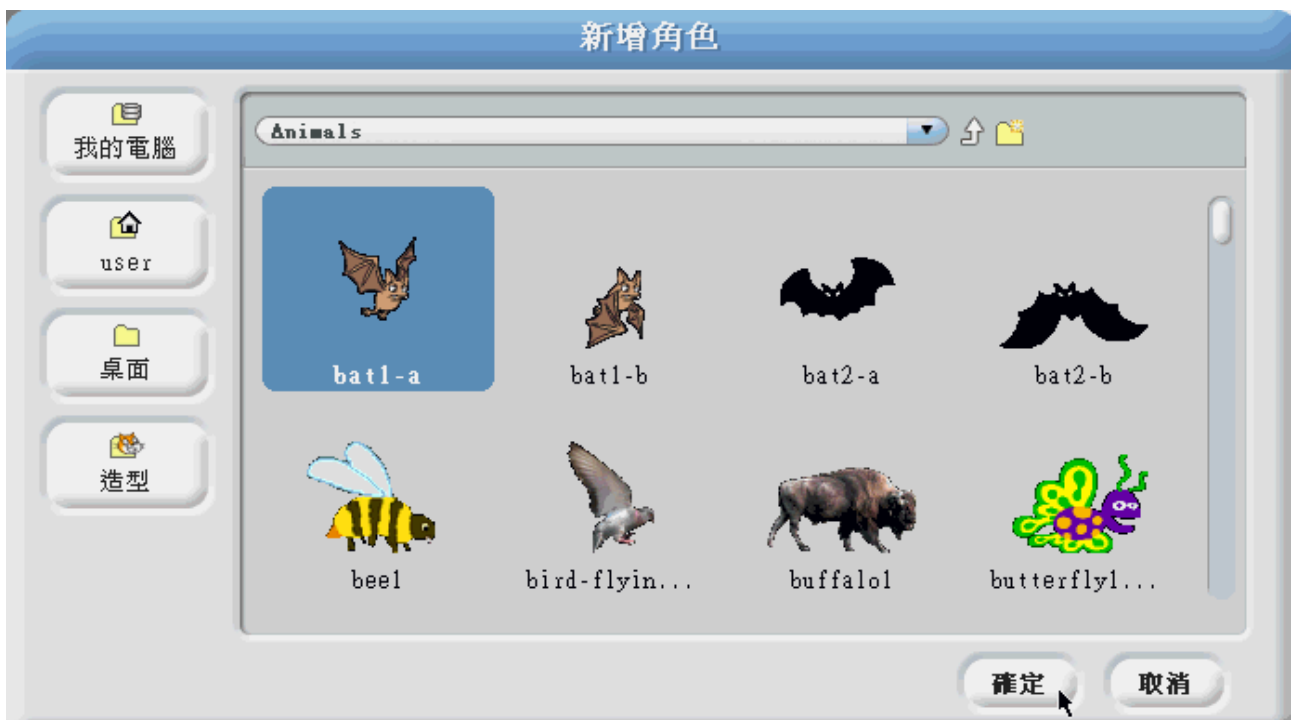 新增角色
我的電腦
user
桌面
造型
Animals
bat1-a
bat1-b
bat2-a
bat2-b
bee1
bird-flyin...
buffalo1
butterfly1...
確定
取消